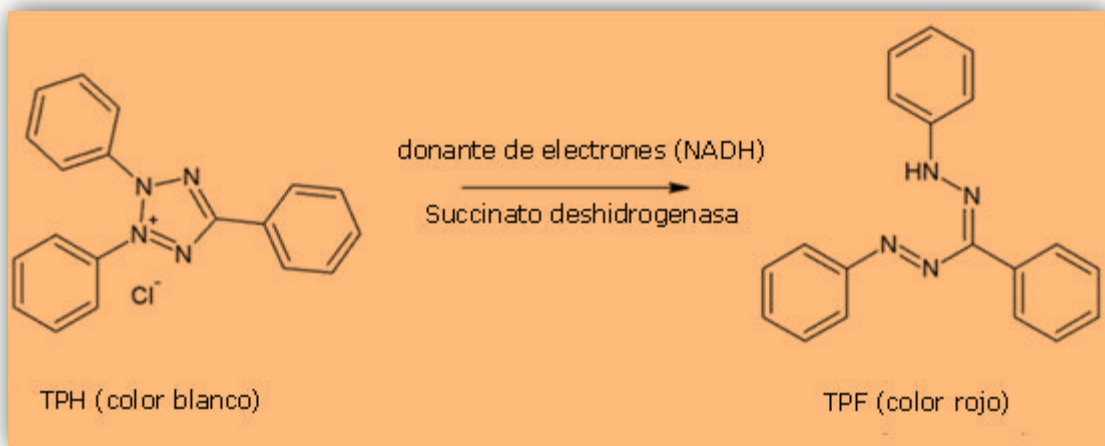 donante de electrones (NADH)
Succinato deshidrogenasa
N
N
N
+
N
Cl-
HN
N
N
N
TPH (color blanco)
TPF (color rojo)